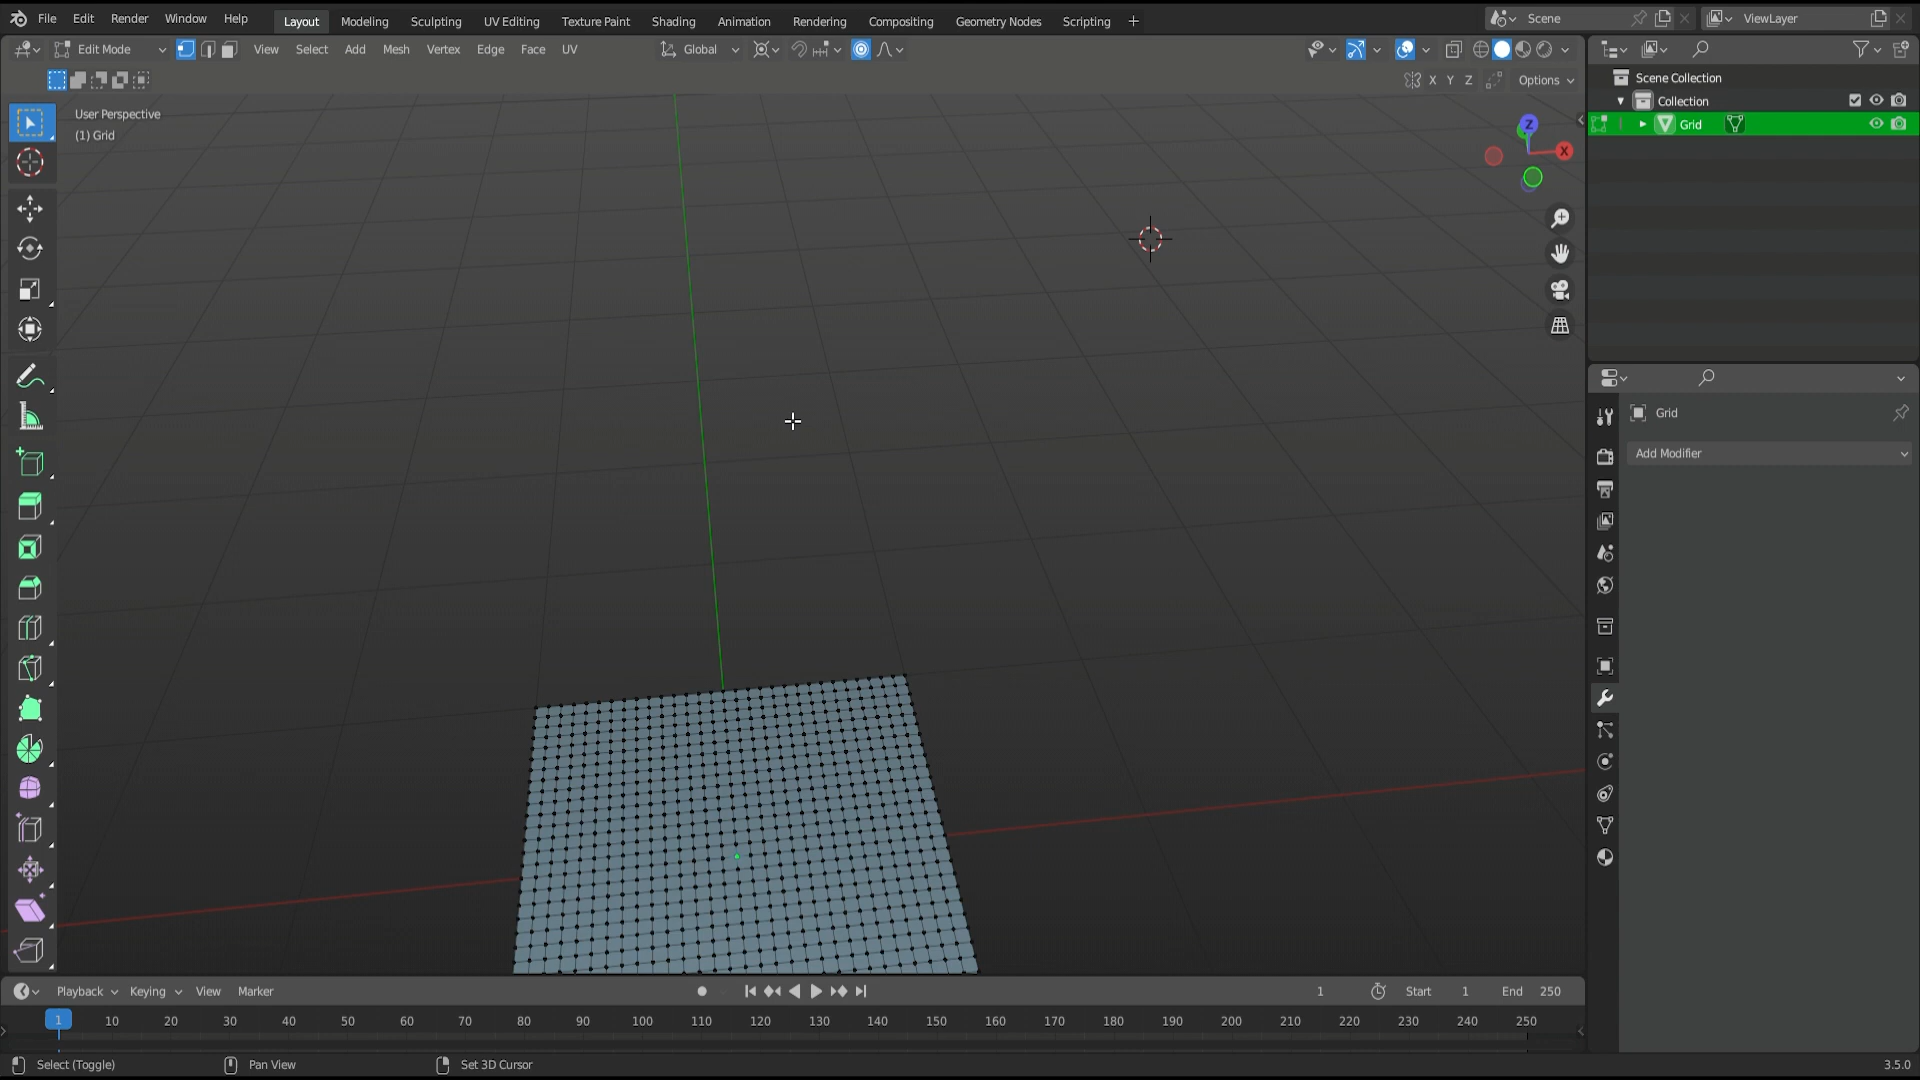 File Edit Render Window Help Layout Modeling Sculpting UV Editing Texture Paint Shading Animation Rendering Compositing Geometry Nodes Scripting + Scene ViewLayer
Edit Mode View Select Add Mesh Vertex Edge Face UV Global
X Y Z Options
Scene Collection
Collection
Grid
User Perspective
(1) Grid
Z
X
Grid
Add Modifier
Playback Keying View Marker 1 Start 1 End 250
1 10 20 30 40 50 60 70 80 90 100 110 120 130 140 150 160 170 180 190 200 210 220 230 240 250
Select (Toggle) Pan View Set 3D Cursor 3.5.0